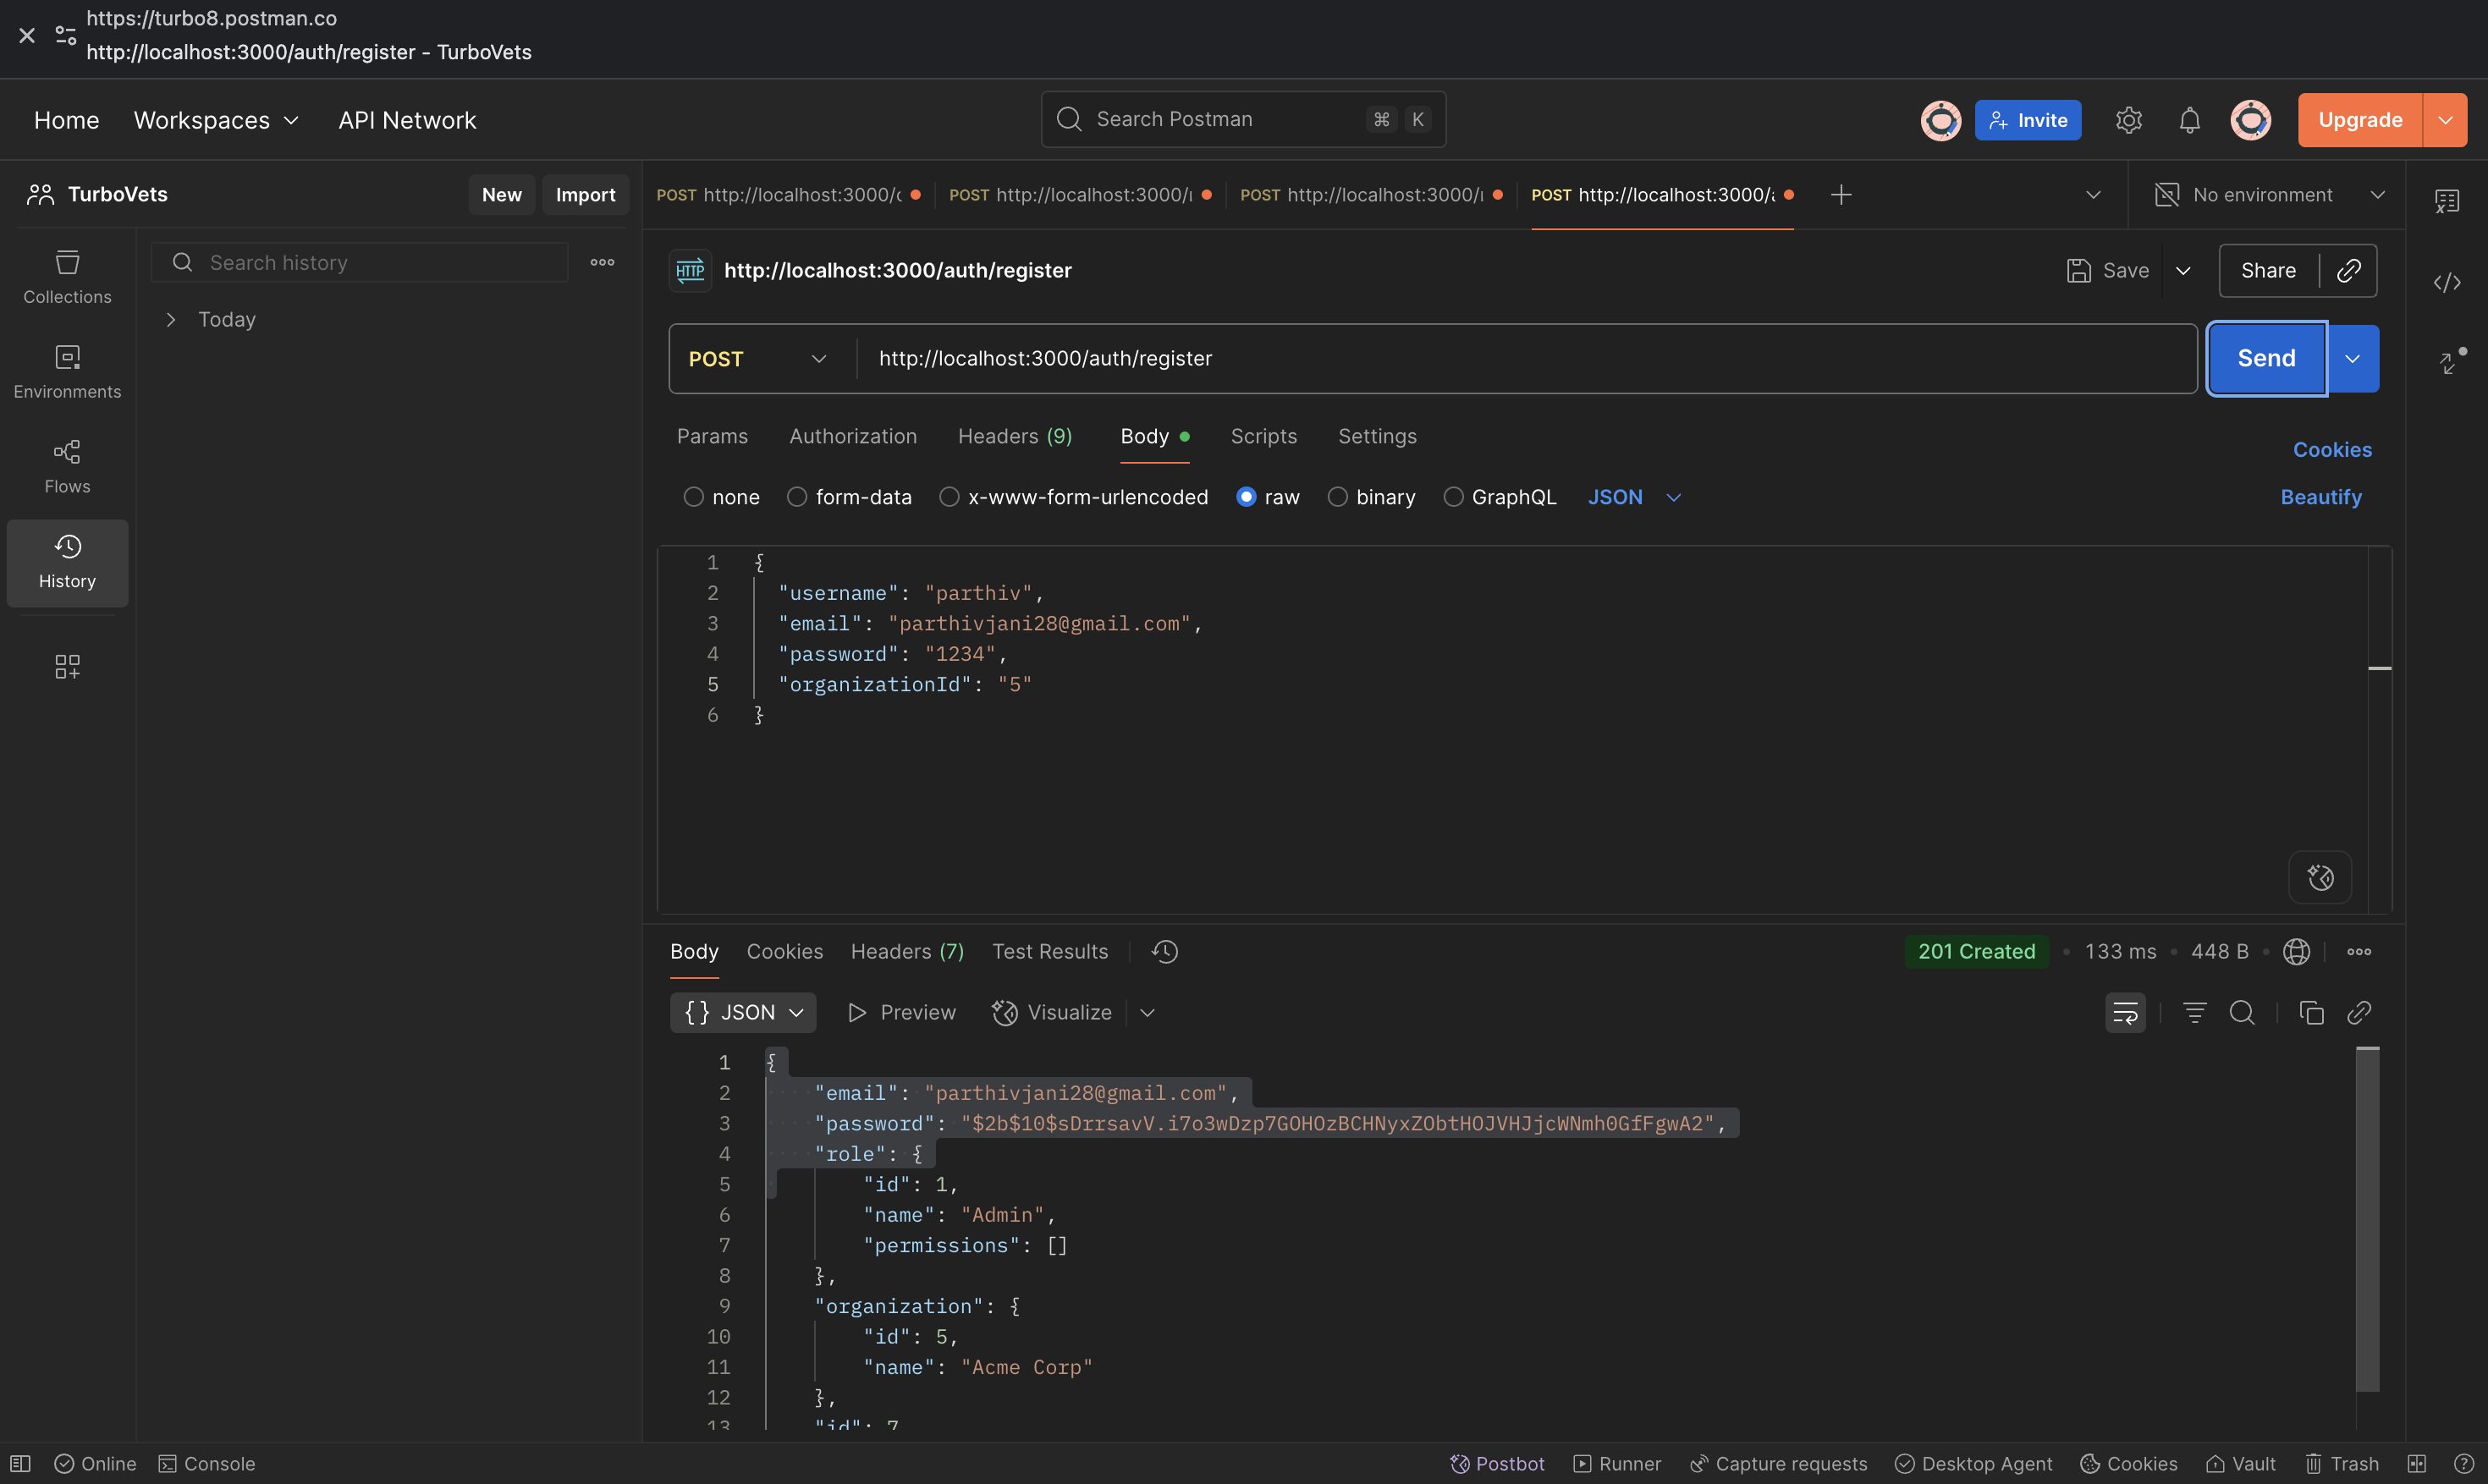 https://turbo8.postman.co
http://localhost:3000/auth/register - TurboVets
Home Workspaces API Network
Search Postman ⌘ K
Invite
Upgrade
TurboVets
New Import
POST http://localhost:3000/ POST http://localhost:3000/ POST http://localhost:3000/ POST http://localhost:3000/
No environment
Collections
Environments
Flows
History
Search history
Today
HTTP http://localhost:3000/auth/register
Save Share
POST http://localhost:3000/auth/register
Send
Params Authorization Headers (9) Body Scripts Settings
Cookies
none form-data x-www-form-urlencoded raw binary GraphQL JSON
Beautify
1 {
2 "username": "parthiv",
3 "email": "parthivjani28@gmail.com",
4 "password": "1234",
5 "organizationId": "5"
6 }
Body Cookies Headers (7) Test Results
201 Created • 133 ms • 448 B
{} JSON Preview Visualize
1 {
2 "email": "parthivjani28@gmail.com",
3 "password": "$2b$10$sDrrsavV.i7o3wDzp7GOHOzBCHNyxZObtHOJVHJjcWNmh0GfFgwA2",
4 "role": {
5 "id": 1,
6 "name": "Admin",
7 "permissions": []
8 },
9 "organization": {
10 "id": 5,
11 "name": "Acme Corp"
12 },
13 "id": 7
Online Console
Postbot Runner Capture requests Desktop Agent Cookies Vault Trash